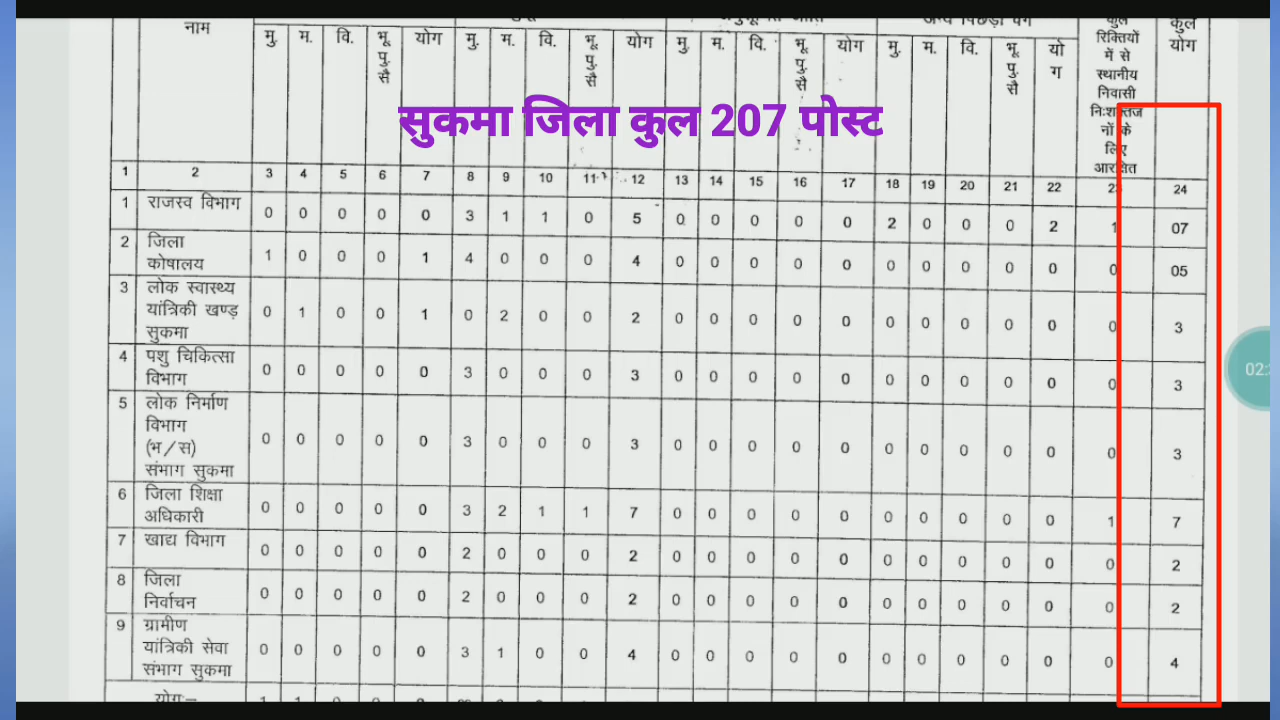 नाम
मु. म. वि. भू. पु. सै योग मु. म. वि. भू. पु. सै योग मु. म. वि. भू. पु. सै योग मु. म. वि. भू. पु. सै यो ग
कुल
रिक्तियों
में से
स्थानीय
निवासी
निःशक्तज
नों के
लिए
आरक्षित
कुल
योग
सुकमा जिला कुल 207 पोस्ट
1 2 3 4 5 6 7 8 9 10 11 12 13 14 15 16 17 18 19 20 21 22 23 24
1 राजस्व विभाग 0 0 0 0 0 3 1 1 0 5 0 0 0 0 0 2 0 0 0 2 1 07
2 जिला
कोषालय 1 0 0 0 1 4 0 0 0 4 0 0 0 0 0 0 0 0 0 0 0 05
3 लोक स्वास्थ्य
यांत्रिकी खण्ड़
सुकमा 0 1 0 0 1 0 2 0 0 2 0 0 0 0 0 0 0 0 0 0 0 3
4 पशु चिकित्सा
विभाग 0 0 0 0 0 3 0 0 0 3 0 0 0 0 0 0 0 0 0 0 0 3
5 लोक निर्माण
विभाग
(भ/स)
संभाग सुकमा 0 0 0 0 0 3 0 0 0 3 0 0 0 0 0 0 0 0 0 0 0 3
6 जिला शिक्षा
अधिकारी 0 0 0 0 0 3 2 1 1 7 0 0 0 0 0 0 0 0 0 0 1 7
7 खाद्य विभाग 0 0 0 0 0 2 0 0 0 2 0 0 0 0 0 0 0 0 0 0 0 2
8 जिला
निर्वाचन 0 0 0 0 0 2 0 0 0 2 0 0 0 0 0 0 0 0 0 0 0 2
9 ग्रामीण
यांत्रिकी सेवा
संभाग सुकमा 0 0 0 0 0 3 1 0 0 4 0 0 0 0 0 0 0 0 0 0 0 4
योगः—